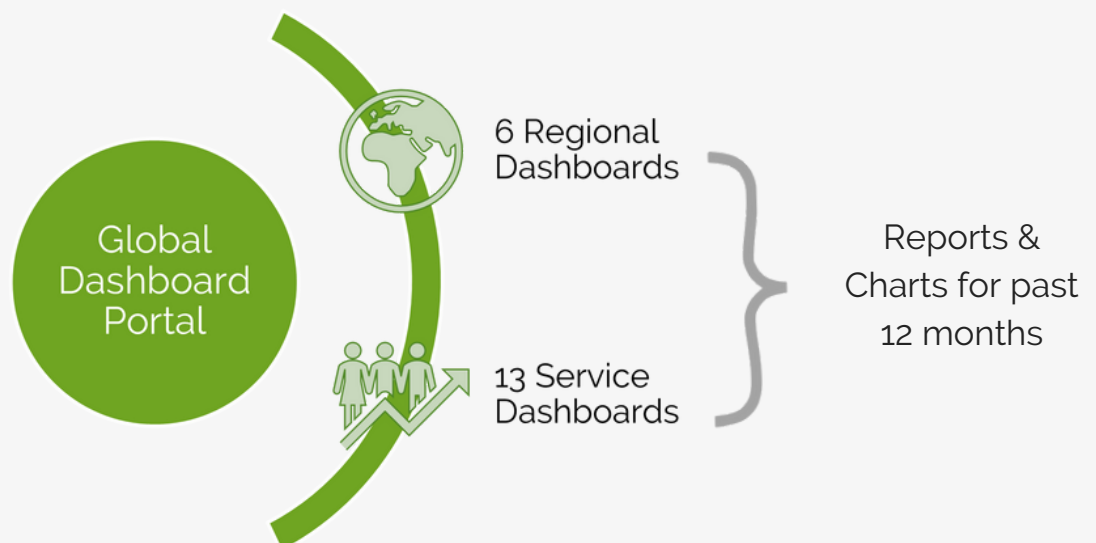 Global
Dashboard
Portal
6 Regional
Dashboards
13 Service
Dashboards
Reports &
Charts for past
12 months